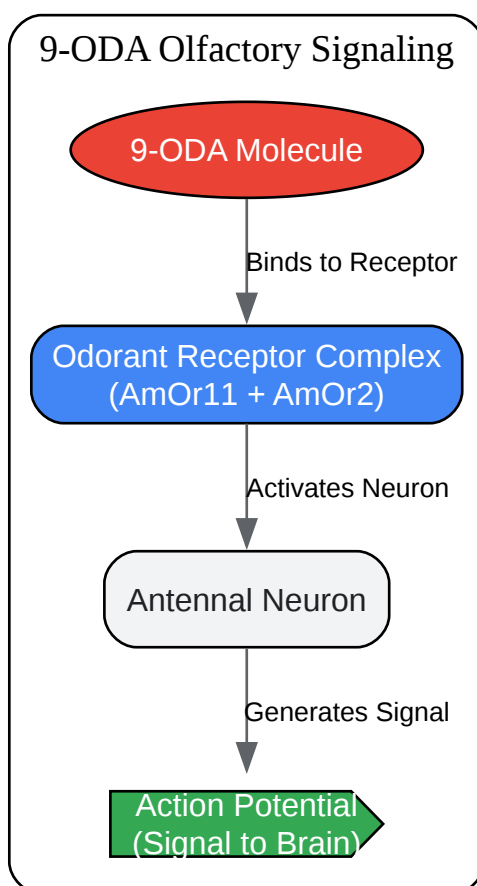 9-ODA Olfactory Signaling
9-ODA Molecule
Binds to Receptor
Odorant Receptor Complex
(AmOr11 + AmOr2)
Activates Neuron
Antennal Neuron
Generates Signal
Action Potential
(Signal to Brain)